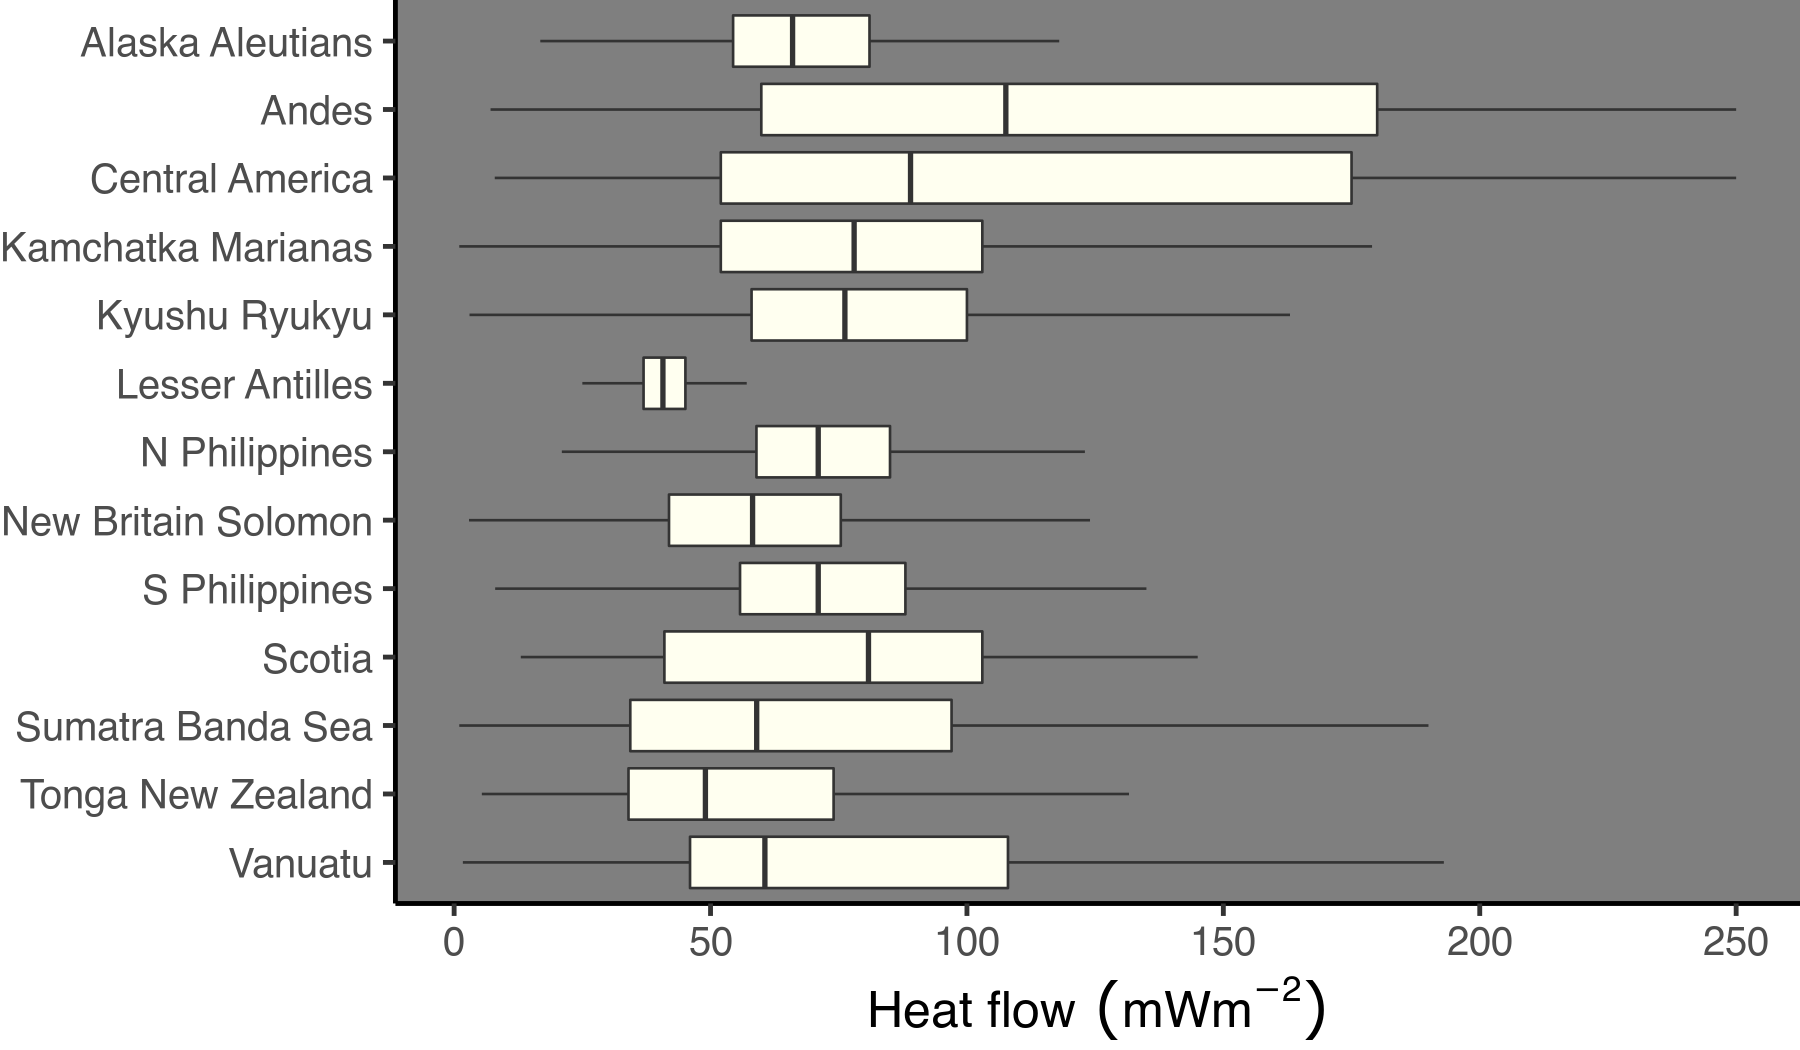 Alaska Aleutians
Andes
Central America
Kamchatka Marianas
Kyushu Ryukyu
Lesser Antilles
N Philippines
New Britain Solomon
S Philippines
Scotia
Sumatra Banda Sea
Tonga New Zealand
Vanuatu
0 50 100 150 200 250
Heat flow (mWm⁻²)